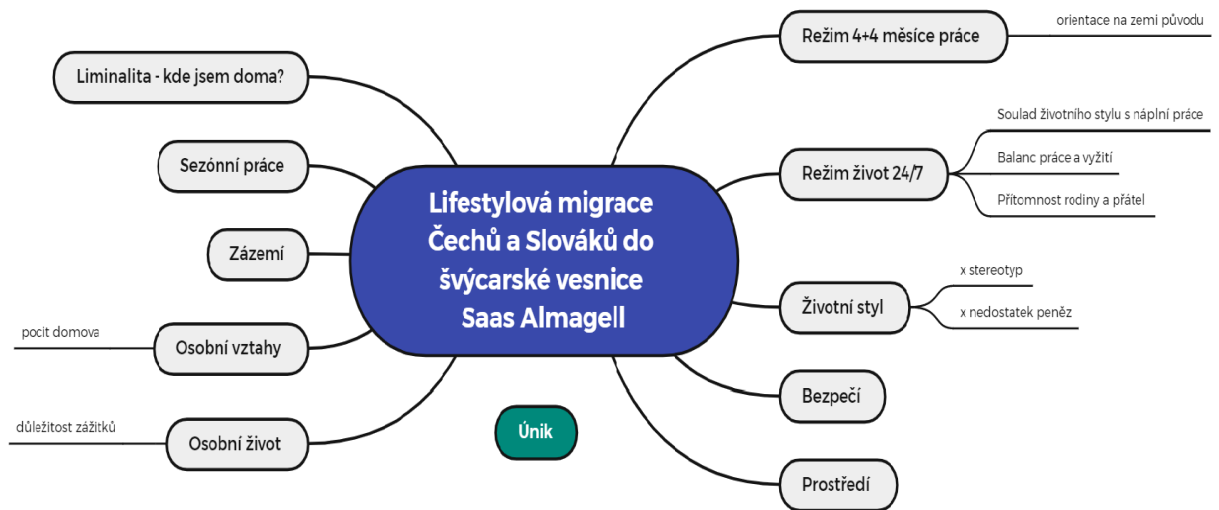 Lifestylová migrace
Čechů a Slováků do
švýcarské vesnice
Saas Almagell
Liminalita - kde jsem doma?
Sezónní práce
Zázemí
Osobní vztahy
pocit domova
Osobní život
důležitost zážitků
Režim 4+4 měsíce práce
orientace na zemi původu
Režim život 24/7
Soulad životního stylu s náplní práce
Balanc práce a vyžití
Přítomnost rodiny a přátel
Životní styl
x stereotyp
x nedostatek peněz
Bezpečí
Prostředí
Únik